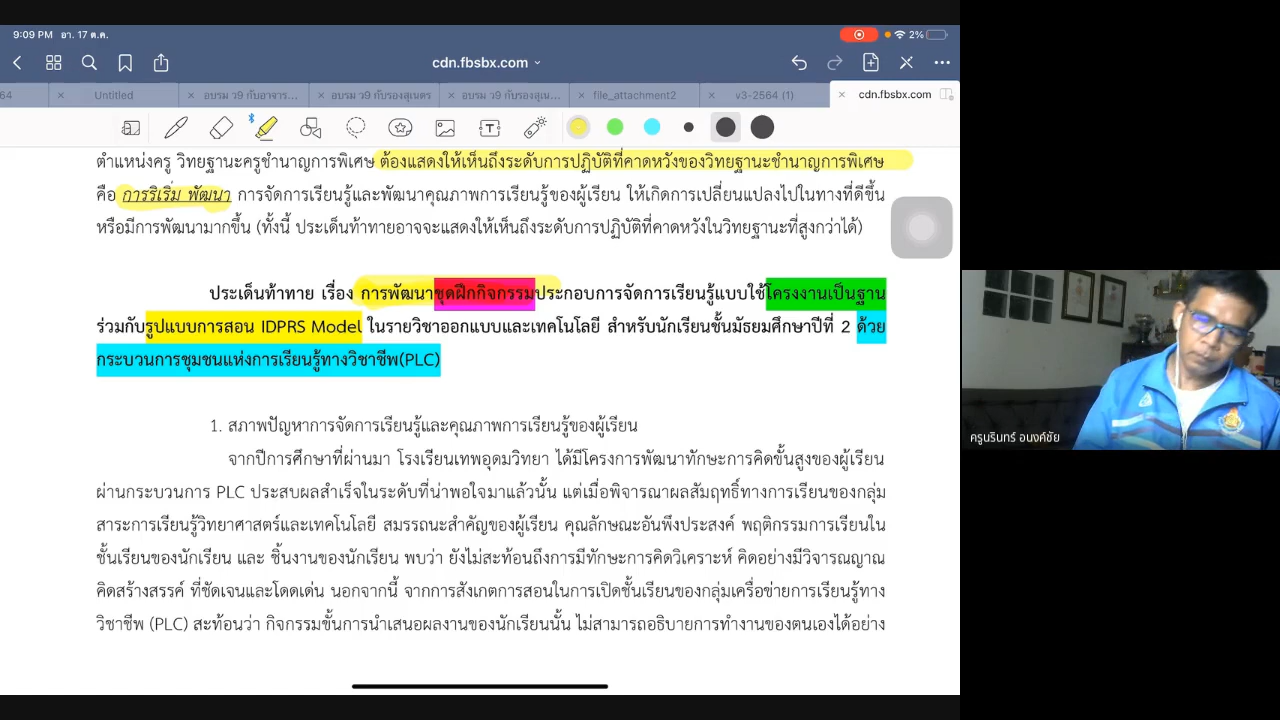 9:09 PM อา. 17 ต.ค.
2%
cdn.fbsbx.com
64
Untitled
อบรม ว9 กับอาจาร...
อบรม ว9 กับรองสุเนตร
อบรม ว9 กับรองสุเน...
file_attachment2
v3-2564 (1)
cdn.fbsbx.com
ตำแหน่งครู วิทยฐานะครูชำนาญการพิเศษ ต้องแสดงให้เห็นถึงระดับการปฏิบัติที่คาดหวังของวิทยฐานะชำนาญการพิเศษ
คือ การริเริ่ม พัฒนา การจัดการเรียนรู้และพัฒนาคุณภาพการเรียนรู้ของผู้เรียน ให้เกิดการเปลี่ยนแปลงไปในทางที่ดีขึ้น
หรือมีการพัฒนามากขึ้น (ทั้งนี้ ประเด็นท้าทายอาจจะแสดงให้เห็นถึงระดับการปฏิบัติที่คาดหวังในวิทยฐานะที่สูงกว่าได้)
ประเด็นท้าทาย เรื่อง การพัฒนาชุดฝึกกิจกรรมประกอบการจัดการเรียนรู้แบบใช้โครงงานเป็นฐาน
ร่วมกับรูปแบบการสอน IDPRS Model ในรายวิชาออกแบบและเทคโนโลยี สำหรับนักเรียนชั้นมัธยมศึกษาปีที่ 2 ด้วย
กระบวนการชุมชนแห่งการเรียนรู้ทางวิชาชีพ(PLC)
1. สภาพปัญหาการจัดการเรียนรู้และคุณภาพการเรียนรู้ของผู้เรียน
จากปีการศึกษาที่ผ่านมา โรงเรียนเทพอุดมวิทยา ได้มีโครงการพัฒนาทักษะการคิดขั้นสูงของผู้เรียน
ผ่านกระบวนการ PLC ประสบผลสำเร็จในระดับที่น่าพอใจมาแล้วนั้น แต่เมื่อพิจารณาผลสัมฤทธิ์ทางการเรียนของกลุ่ม
สาระการเรียนรู้วิทยาศาสตร์และเทคโนโลยี สมรรถนะสำคัญของผู้เรียน คุณลักษณะอันพึงประสงค์ พฤติกรรมการเรียนใน
ชั้นเรียนของนักเรียน และ ชิ้นงานของนักเรียน พบว่า ยังไม่สะท้อนถึงการมีทักษะการคิดวิเคราะห์ คิดอย่างมีวิจารณญาณ
คิดสร้างสรรค์ ที่ชัดเจนและโดดเด่น นอกจากนี้ จากการสังเกตการสอนในการเปิดชั้นเรียนของกลุ่มเครือข่ายการเรียนรู้ทาง
วิชาชีพ (PLC) สะท้อนว่า กิจกรรมขั้นการนำเสนอผลงานของนักเรียนนั้น ไม่สามารถอธิบายการทำงานของตนเองได้อย่าง
ครูนรินทร์ อนงค์ชัย